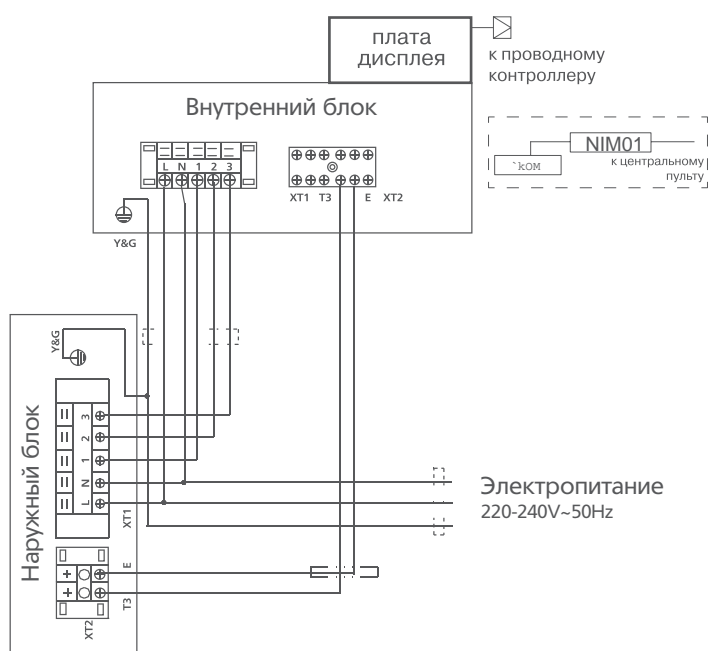 плата
дисплея
к проводному
контроллеру
Внутренний блок
L N 1 2 3
XT1 T3 E XT2
Y&G
NIM01
`kOM
к центральному
пульту
Y&G
Наружный блок
3
2
1
N
L
XT1
E
T3
XT2
Электропитание
220-240V~50Hz